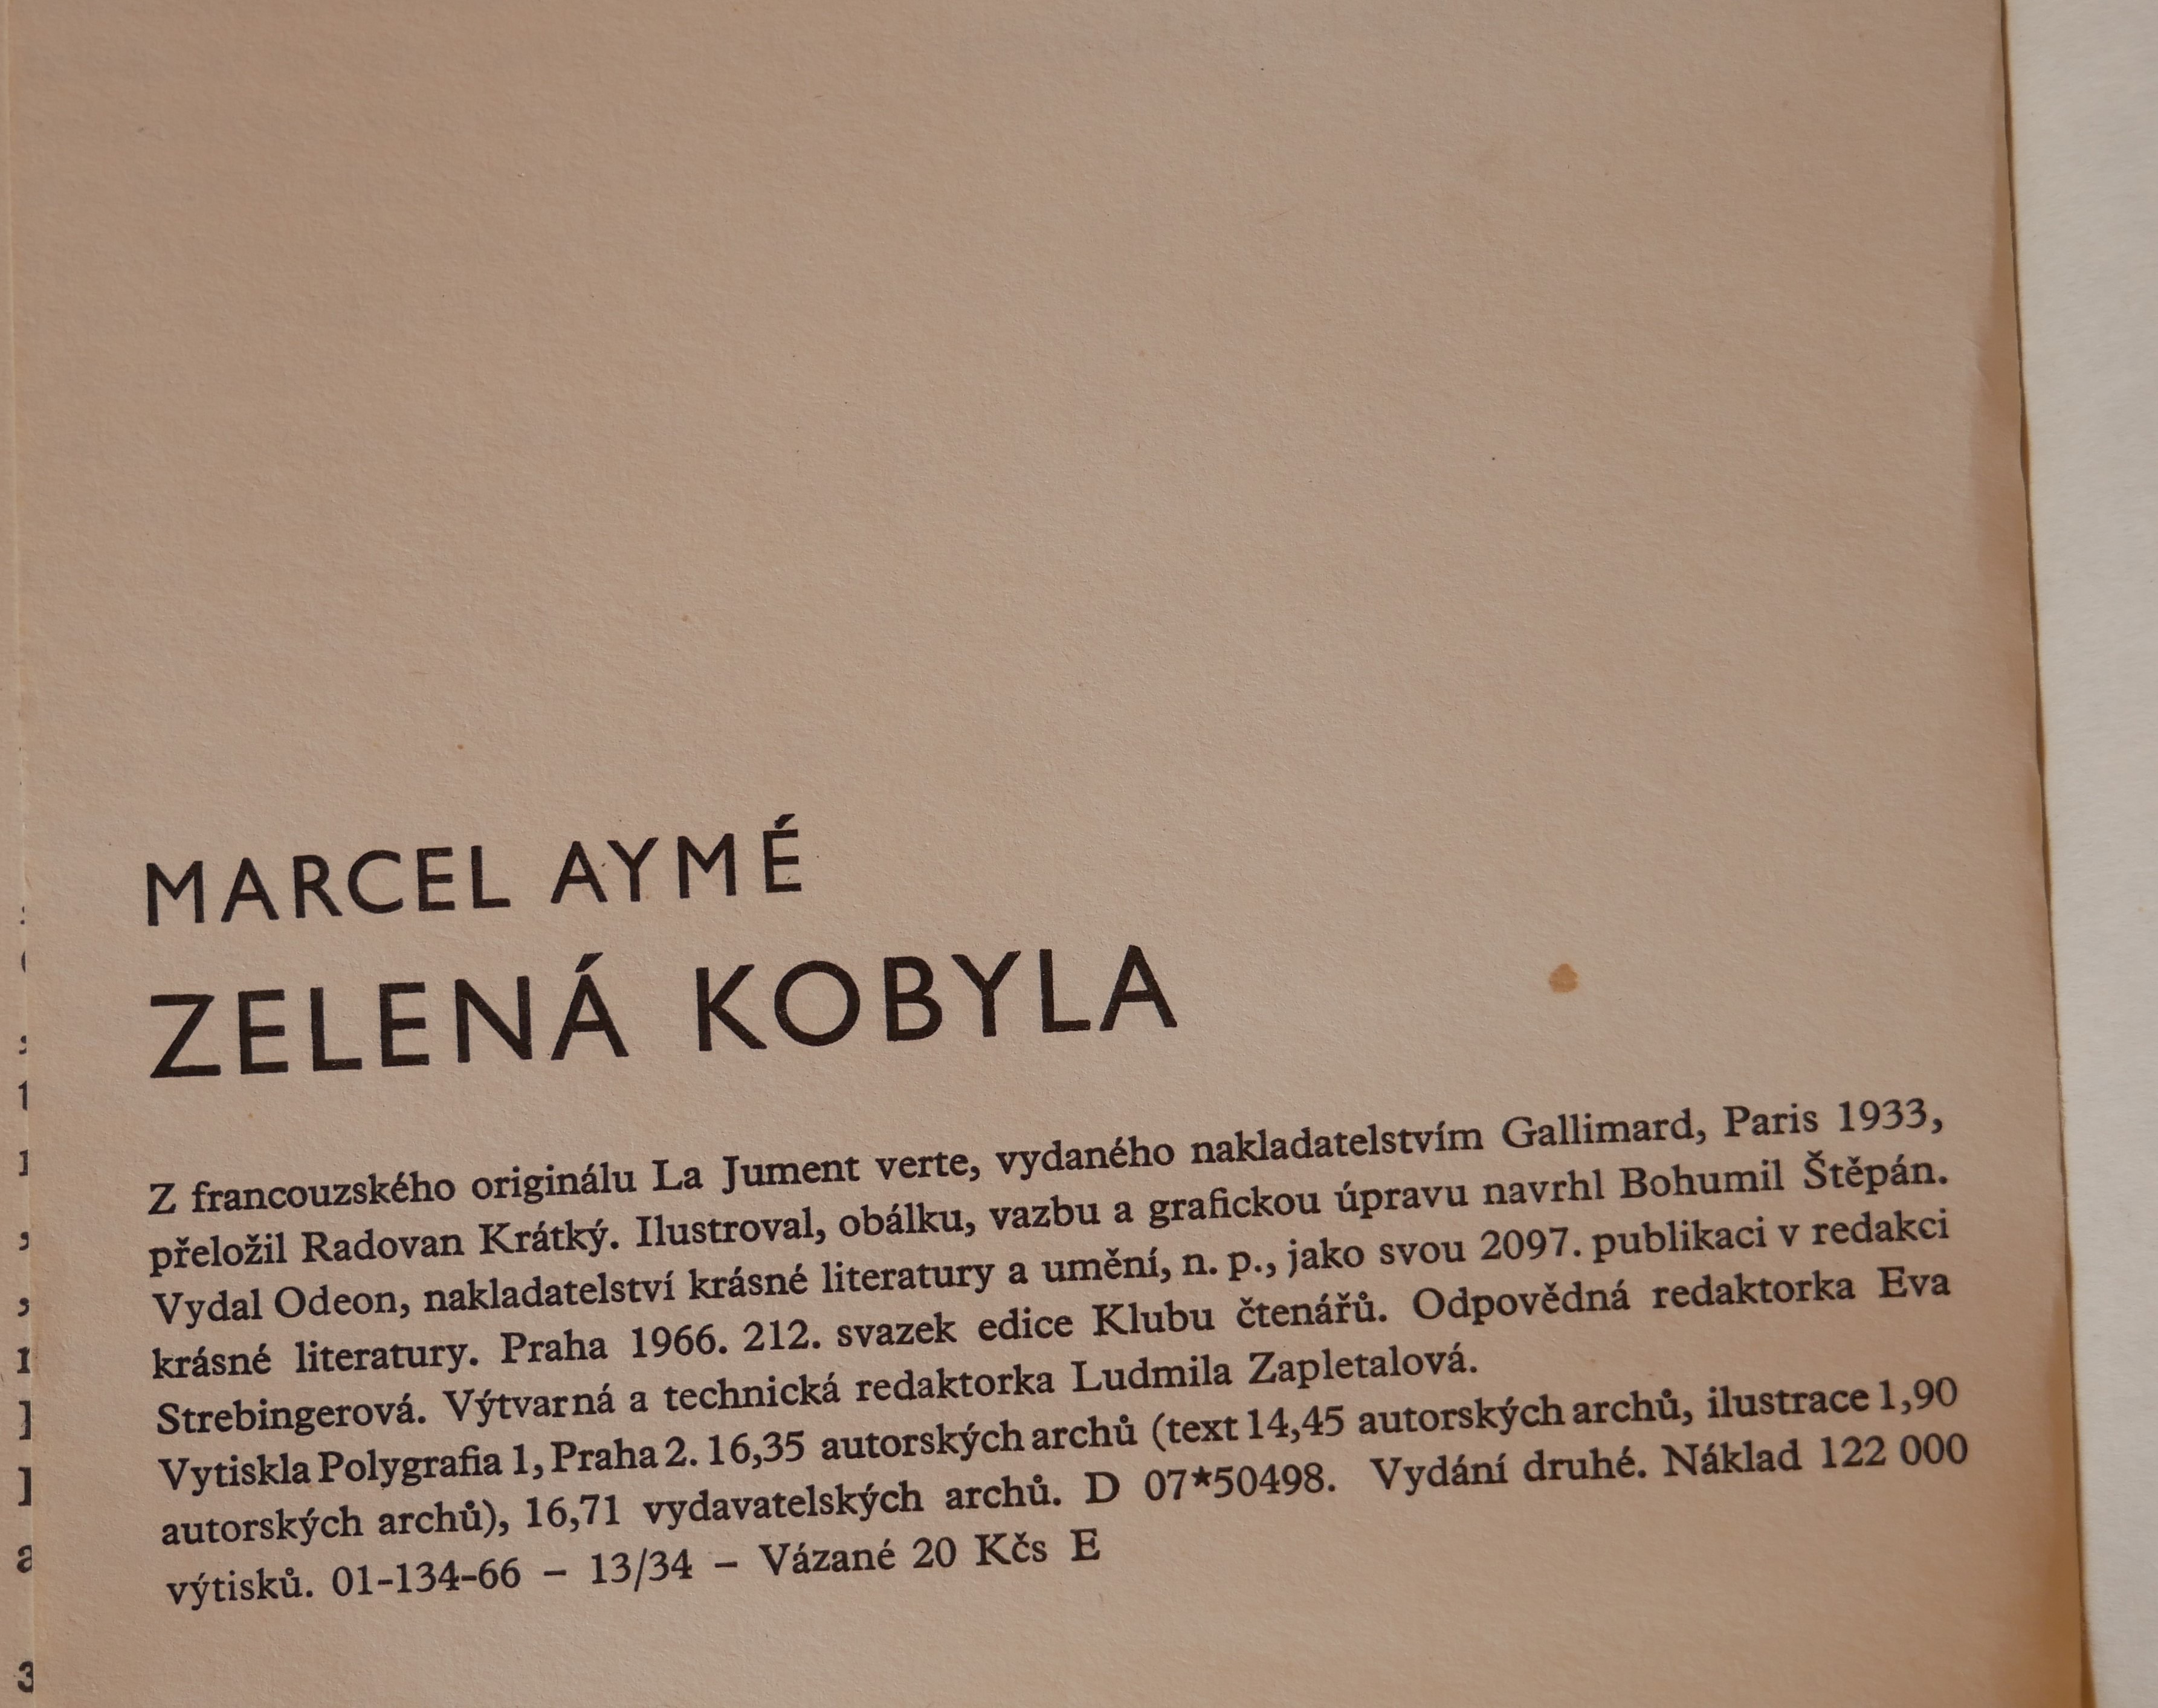 MARCEL AYMÉ
ZELENÁ KOBYLA
Z francouzského originálu La Jument verte, vydaného nakladatelstvím Gallimard, Paris 1933,
přeložil Radovan Krátký. Ilustroval, obálku, vazbu a grafickou úpravu navrhl Bohumil Štěpán.
Vydal Odeon, nakladatelství krásné literatury a umění, n. p., jako svou 2097. publikaci v redakci
krásné literatury. Praha 1966. 212. svazek edice Klubu čtenářů. Odpovědná redaktorka Eva
Strebingerová. Výtvarná a technická redaktorka Ludmila Zapletalová.
Vytiskla Polygrafia 1, Praha 2. 16,35 autorských archů (text 14,45 autorských archů, ilustrace 1,90
autorských archů), 16,71 vydavatelských archů. D 07*50498. Vydání druhé. Náklad 122 000
výtisků. 01-134-66 – 13/34 – Vázané 20 Kčs E